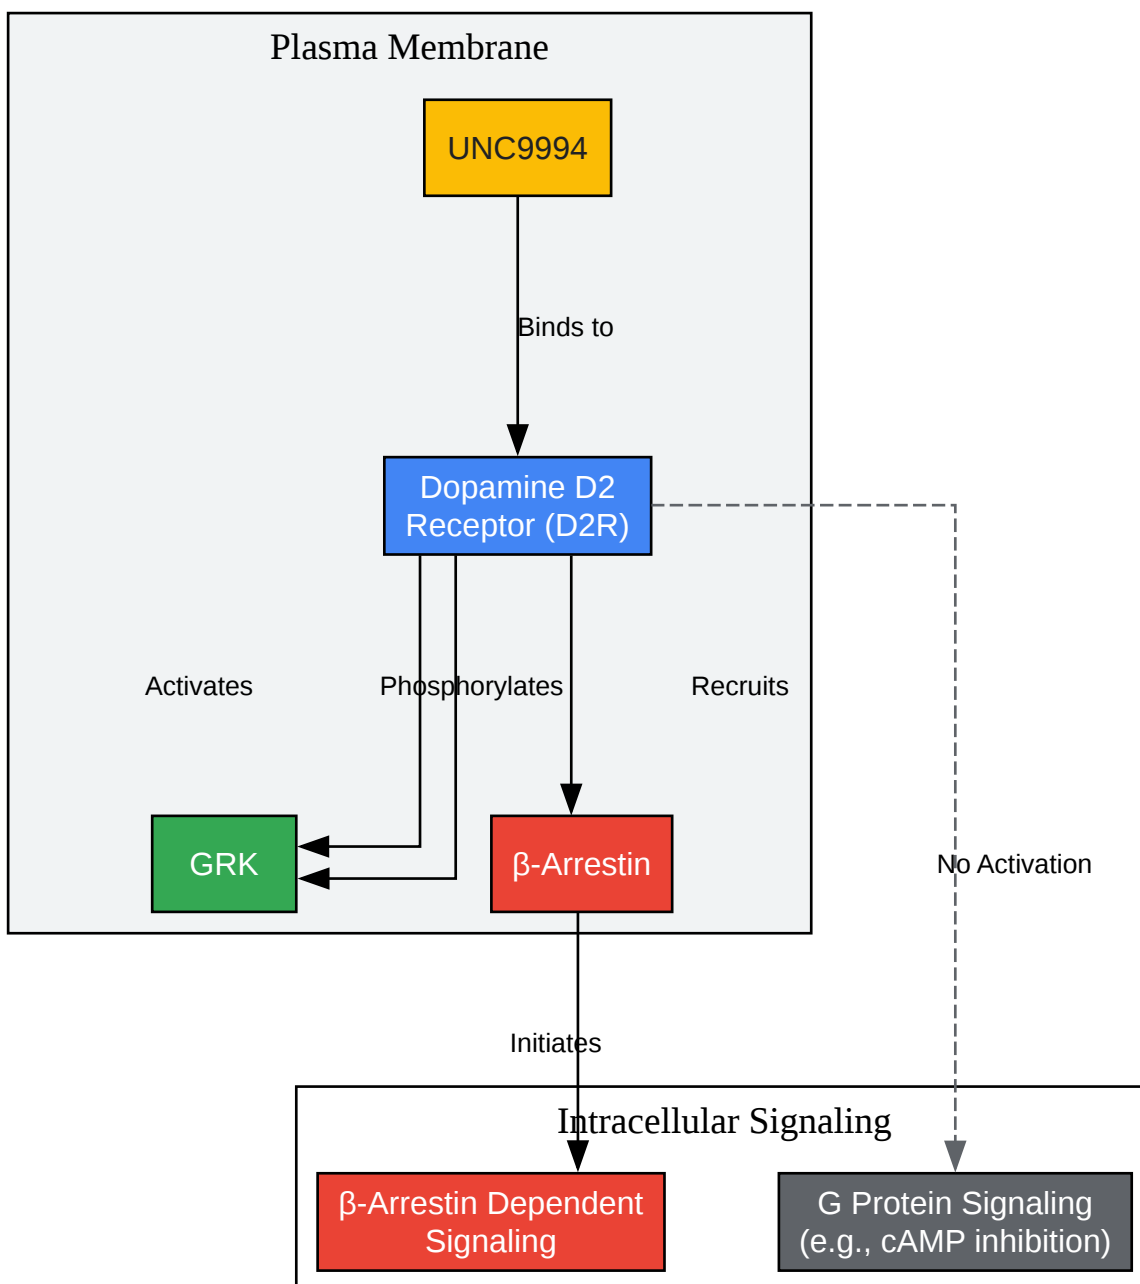 Plasma Membrane
UNC9994
Binds to
Dopamine D2
Receptor (D2R)
Activates
Phosphorylates
Recruits
GRK
β-Arrestin
No Activation
Initiates
Intracellular Signaling
β-Arrestin Dependent
Signaling
G Protein Signaling
(e.g., cAMP inhibition)